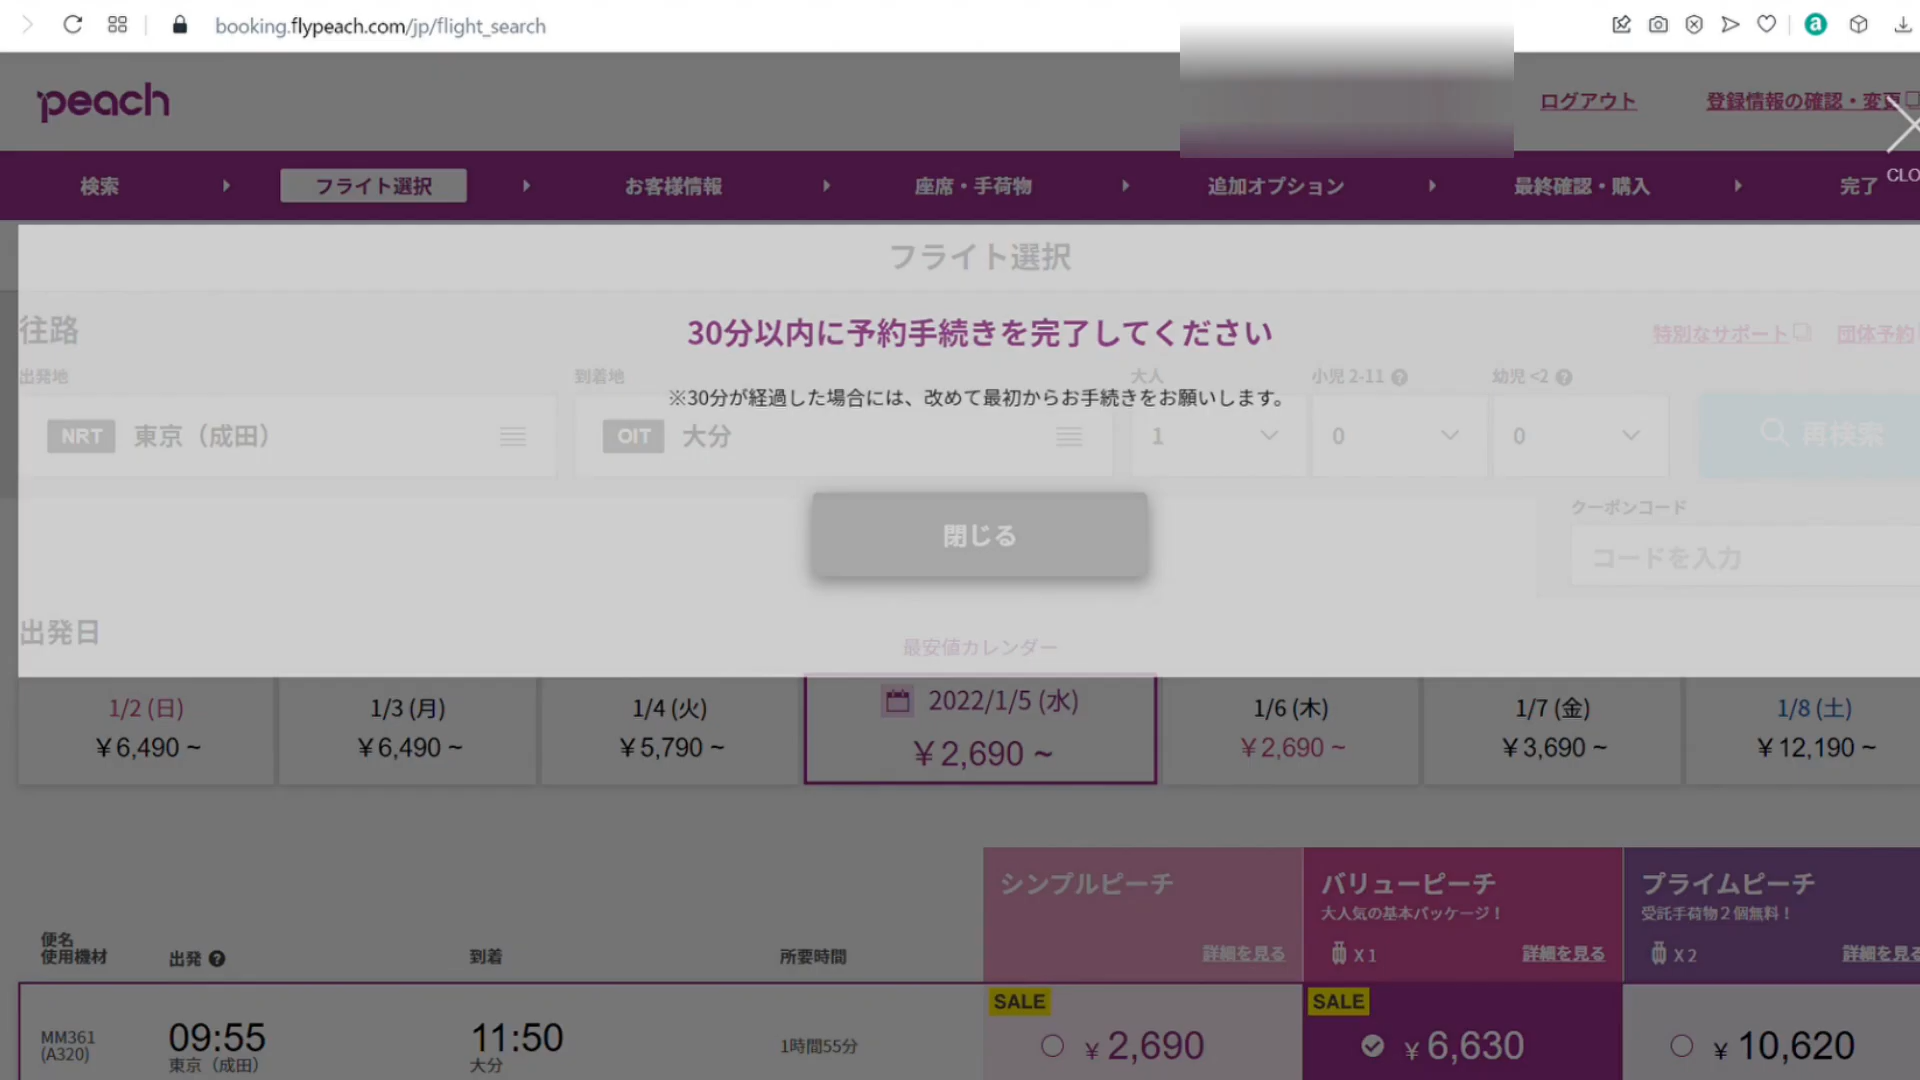 booking.flypeach.com/jp/flight_search
peach
ログアウト
登録情報の確認・変更
CLO
検索
フライト選択
お客様情報
座席・手荷物
追加オプション
最終確認・購入
完了
フライト選択
往路
30分以内に予約手続きを完了してください
特別なサポート
団体予約
出発地
到着地
大人
小児 2-11
幼児 <2
※30分が経過した場合には、改めて最初からお手続きをお願いします。
NRT 東京（成田）
OIT 大分
1
0
0
再検索
閉じる
クーポンコード
コードを入力
出発日
最安値カレンダー
1/2 (日)
￥6,490 ~
1/3 (月)
￥6,490 ~
1/4 (火)
￥5,790 ~
2022/1/5 (水)
￥2,690 ~
1/6 (木)
￥2,690 ~
1/7 (金)
￥3,690 ~
1/8 (土)
￥12,190 ~
便名
使用機材
出発
到着
所要時間
シンプルピーチ
詳細を見る
バリューピーチ
大人気の基本パッケージ！
X 1
詳細を見る
プライムピーチ
受託手荷物２個無料！
X 2
詳細を見る
MM361
(A320)
09:55
東京（成田）
11:50
大分
1時間55分
SALE
￥2,690
SALE
￥6,630
￥10,620